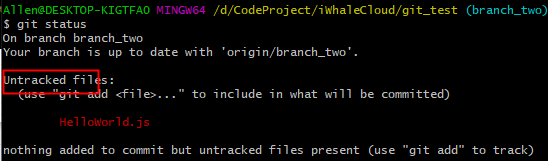 Allen@DESKTOP-KIGTFAO MINGW64 /d/CodeProject/iWhaleCloud/git_test (branch_two)
$ git status
On branch branch_two
Your branch is up to date with 'origin/branch_two'.
Untracked files:
(use "git add <file>..." to include in what will be committed)
HelloWorld.js
nothing added to commit but untracked files present (use "git add" to track)